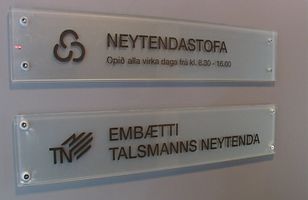 NEYTENDASTOFA
Opið alla virka daga frá kl. 8.30 - 16.00
EMBÆTTI
TN TALSMANNS NEYTENDA